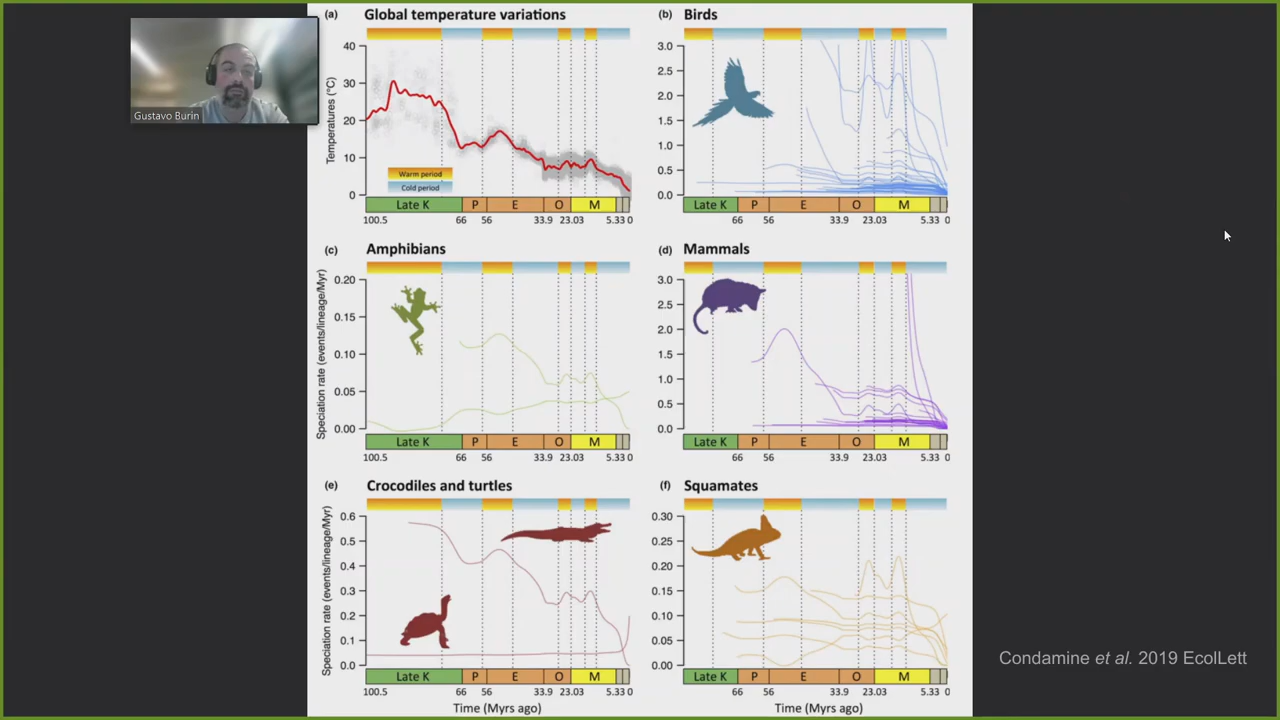 Gustavo Burin
(a) Global temperature variations
Temperatures (°C)
40
30
20
10
0
Warm period
Cold period
Late K P E O M
100.5 66 56 33.9 23.03 5.33 0
(b) Birds
3.0
2.5
2.0
1.5
1.0
0.5
0.0
Late K P E O M
66 56 33.9 23.03 5.33 0
(c) Amphibians
Speciation rate (events/lineage/Myr)
0.20
0.15
0.10
0.05
0.00
Late K P E O M
100.5 66 56 33.9 23.03 5.33 0
(d) Mammals
3.0
2.5
2.0
1.5
1.0
0.5
0.0
Late K P E O M
66 56 33.9 23.03 5.33 0
(e) Crocodiles and turtles
Speciation rate (events/lineage/Myr)
0.6
0.5
0.4
0.3
0.2
0.1
0.0
Late K P E O M
100.5 66 56 33.9 23.03 5.33 0
Time (Myrs ago)
(f) Squamates
0.30
0.25
0.20
0.15
0.10
0.05
0.00
Late K P E O M
66 56 33.9 23.03 5.33 0
Time (Myrs ago)
Condamine et al. 2019 EcolLett